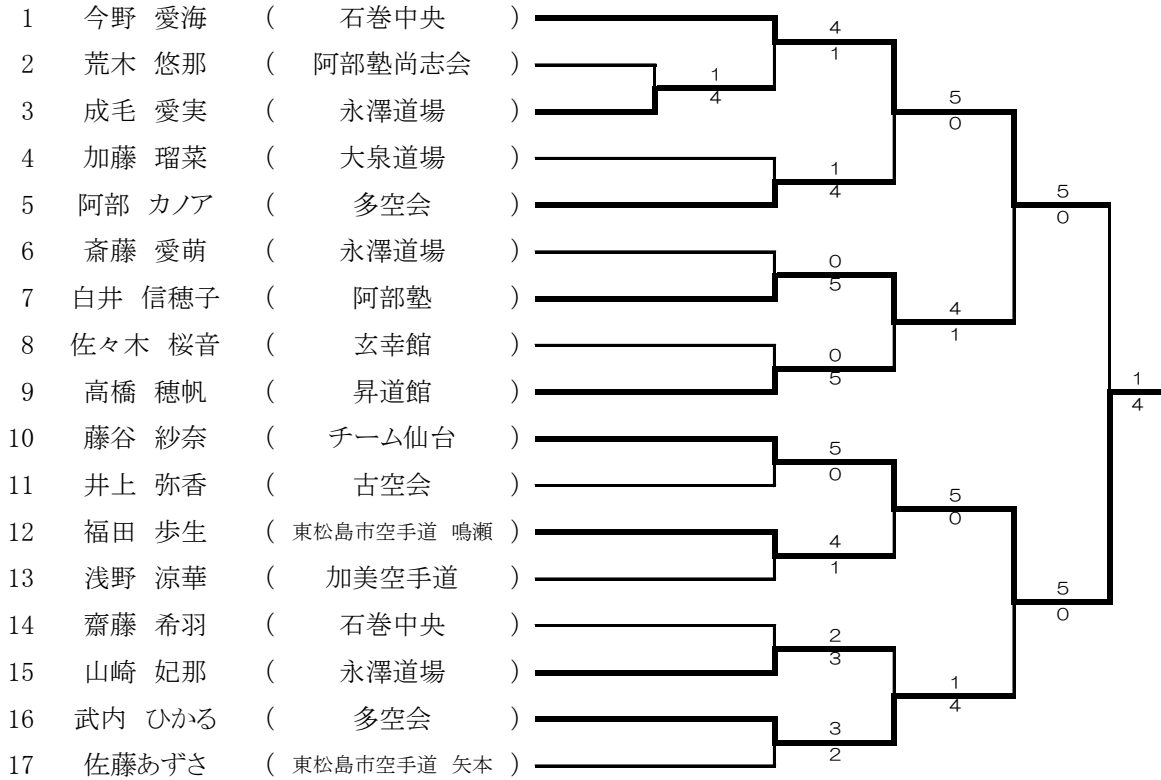 1 今野 愛海 ( 石巻中央 )
2 荒木 悠那 ( 阿部塾尚志会 )
3 成毛 愛実 ( 永澤道場 )
4 加藤 瑠菜 ( 大泉道場 )
5 阿部 カノア ( 多空会 )
6 斎藤 愛萌 ( 永澤道場 )
7 白井 信穂子 ( 阿部塾 )
8 佐々木 桜音 ( 玄幸館 )
9 高橋 穂帆 ( 昇道館 )
10 藤谷 紗奈 ( チーム仙台 )
11 井上 弥香 ( 古空会 )
12 福田 歩生 ( 東松島市空手道 鳴瀬 )
13 浅野 涼華 ( 加美空手道 )
14 齋藤 希羽 ( 石巻中央 )
15 山崎 妃那 ( 永澤道場 )
16 武内 ひかる ( 多空会 )
17 佐藤あずさ ( 東松島市空手道 矢本 )
1
4
4
1
1
4
0
5
0
5
5
0
4
1
2
3
3
2
5
0
4
1
5
0
1
4
5
0
5
0
1
4